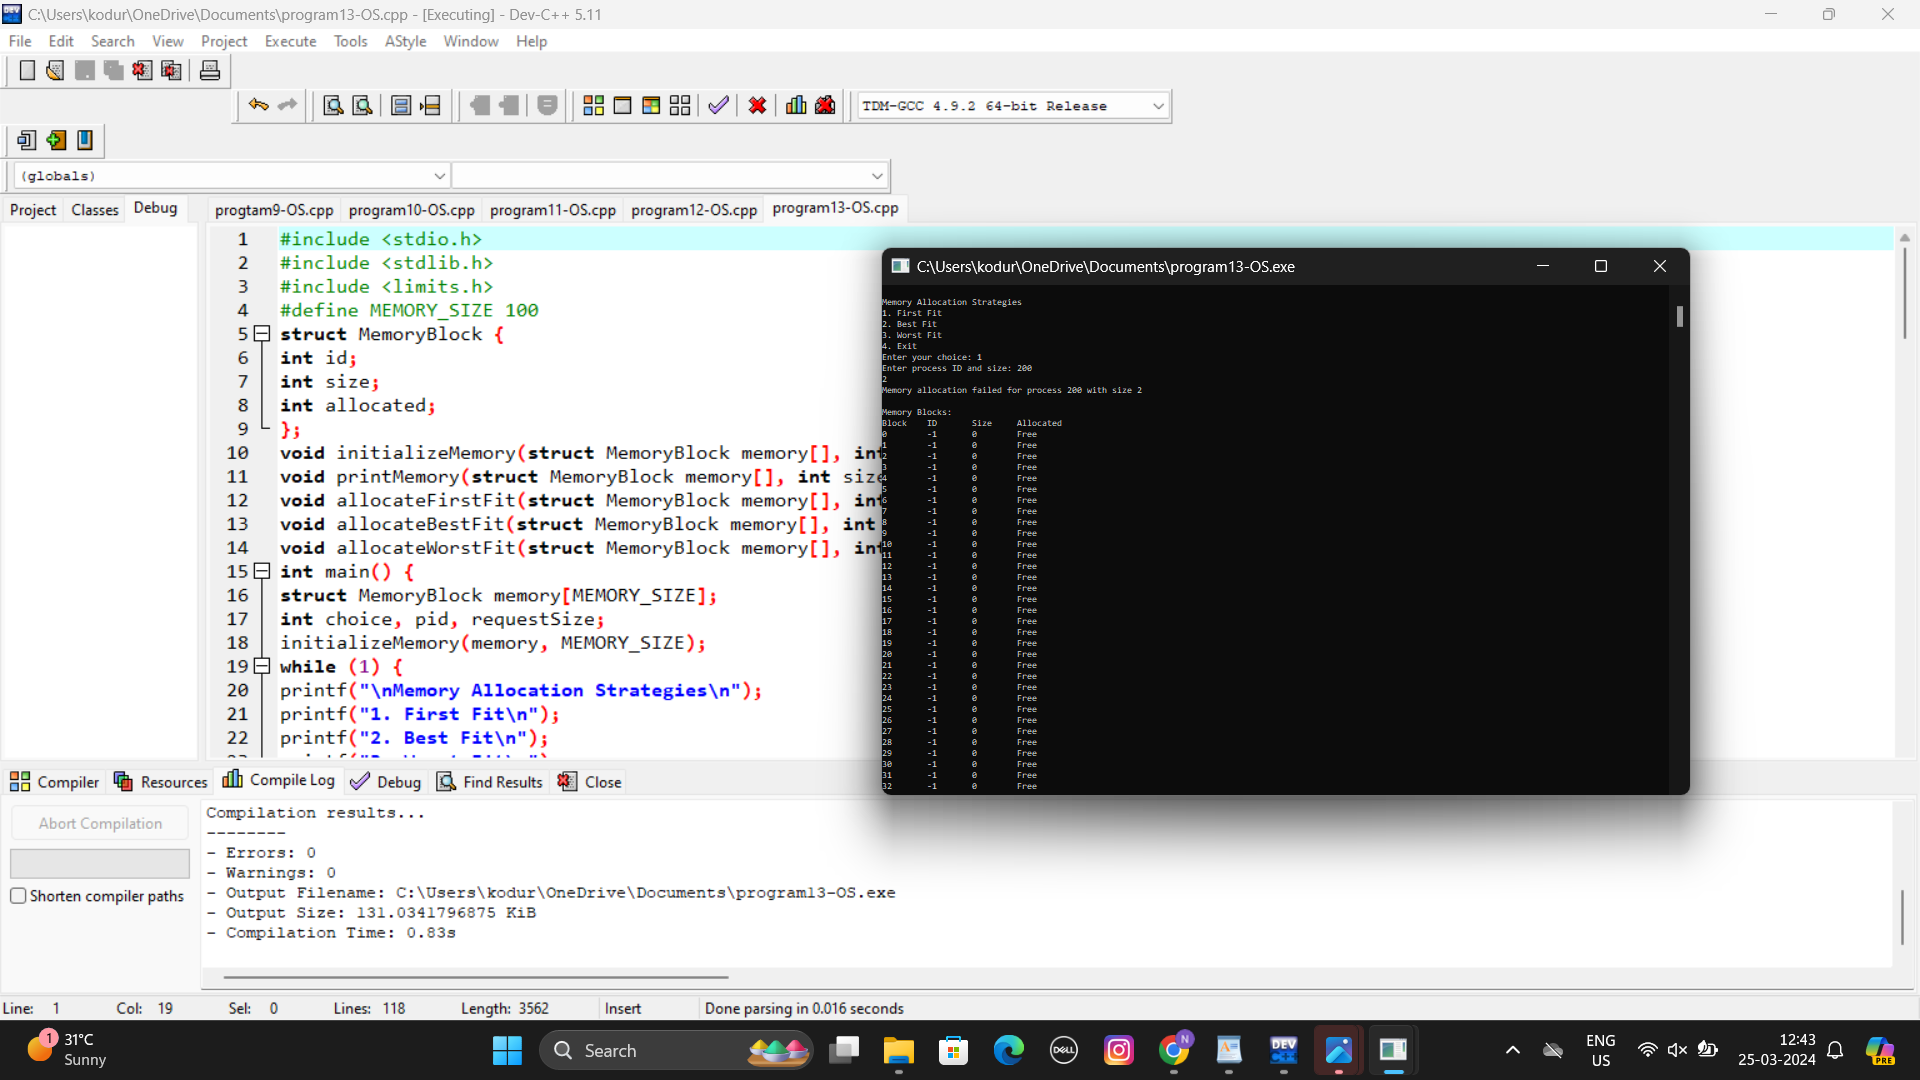 C:\Users\kodur\OneDrive\Documents\program13-OS.cpp - [Executing] - Dev-C++ 5.11
File Edit Search View Project Execute Tools AStyle Window Help
TDM-GCC 4.9.2 64-bit Release
(globals)
Project Classes Debug
progtam9-OS.cpp program10-OS.cpp program11-OS.cpp program12-OS.cpp program13-OS.cpp
1 #include <stdio.h>
2 #include <stdlib.h>
3 #include <limits.h>
4 #define MEMORY_SIZE 100
5 struct MemoryBlock {
6 int id;
7 int size;
8 int allocated;
9 };
10 void initializeMemory(struct MemoryBlock memory[], int
11 void printMemory(struct MemoryBlock memory[], int size
12 void allocateFirstFit(struct MemoryBlock memory[], int
13 void allocateBestFit(struct MemoryBlock memory[], int
14 void allocateWorstFit(struct MemoryBlock memory[], int
15 int main() {
16 struct MemoryBlock memory[MEMORY_SIZE];
17 int choice, pid, requestSize;
18 initializeMemory(memory, MEMORY_SIZE);
19 while (1) {
20 printf("\nMemory Allocation Strategies\n");
21 printf("1. First Fit\n");
22 printf("2. Best Fit\n");
C:\Users\kodur\OneDrive\Documents\program13-OS.exe
Memory Allocation Strategies
1. First Fit
2. Best Fit
3. Worst Fit
4. Exit
Enter your choice: 1
Enter process ID and size: 200
2
Memory allocation failed for process 200 with size 2
Memory Blocks:
Block ID Size Allocated
0 -1 0 Free
1 -1 0 Free
2 -1 0 Free
3 -1 0 Free
4 -1 0 Free
5 -1 0 Free
6 -1 0 Free
7 -1 0 Free
8 -1 0 Free
9 -1 0 Free
10 -1 0 Free
11 -1 0 Free
12 -1 0 Free
13 -1 0 Free
14 -1 0 Free
15 -1 0 Free
16 -1 0 Free
17 -1 0 Free
18 -1 0 Free
19 -1 0 Free
20 -1 0 Free
21 -1 0 Free
22 -1 0 Free
23 -1 0 Free
24 -1 0 Free
25 -1 0 Free
26 -1 0 Free
27 -1 0 Free
28 -1 0 Free
29 -1 0 Free
30 -1 0 Free
31 -1 0 Free
32 -1 0 Free
Compiler Resources Compile Log Debug Find Results Close
Abort Compilation
Shorten compiler paths
Compilation results...
--------
- Errors: 0
- Warnings: 0
- Output Filename: C:\Users\kodur\OneDrive\Documents\program13-OS.exe
- Output Size: 131.0341796875 KiB
- Compilation Time: 0.83s
Line: 1 Col: 19 Sel: 0 Lines: 118 Length: 3562 Insert Done parsing in 0.016 seconds
1
31°C
Sunny
Search
DELL
N
DEV
C++
ENG
US
12:43
25-03-2024
PRE